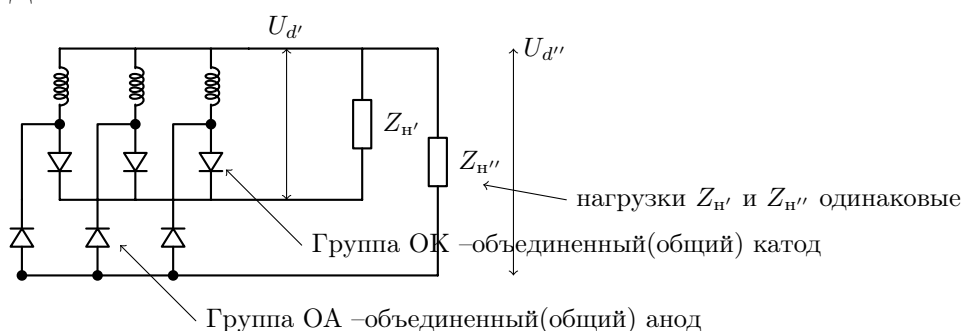 U_{d'}
U_{d''}
Z_{н'}
Z_{н''}
нагрузки Z_{н'} и Z_{н''} одинаковые
Группа ОК –объединенный(общий) катод
Группа ОА –объединенный(общий) анод